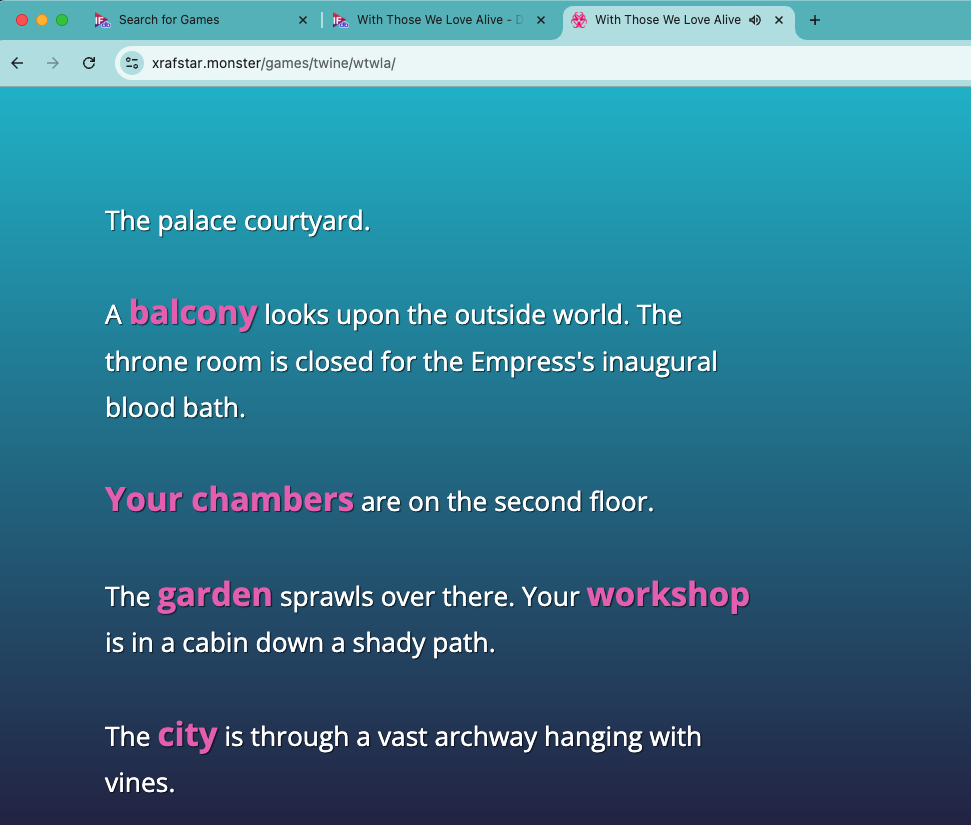 Search for Games
With Those We Love Alive - D
With Those We Love Alive
xrafstar.monster/games/twine/wtwla/
The palace courtyard.
A balcony looks upon the outside world. The
throne room is closed for the Empress's inaugural
blood bath.
Your chambers are on the second floor.
The garden sprawls over there. Your workshop
is in a cabin down a shady path.
The city is through a vast archway hanging with
vines.